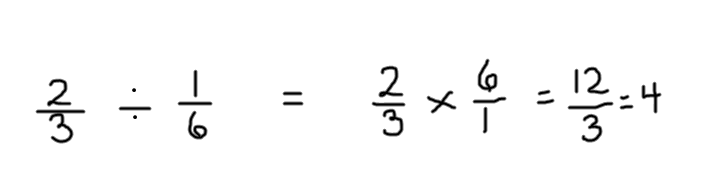 2/3 ÷ 1/6 = 2/3 × 6/1 = 12/3 = 4